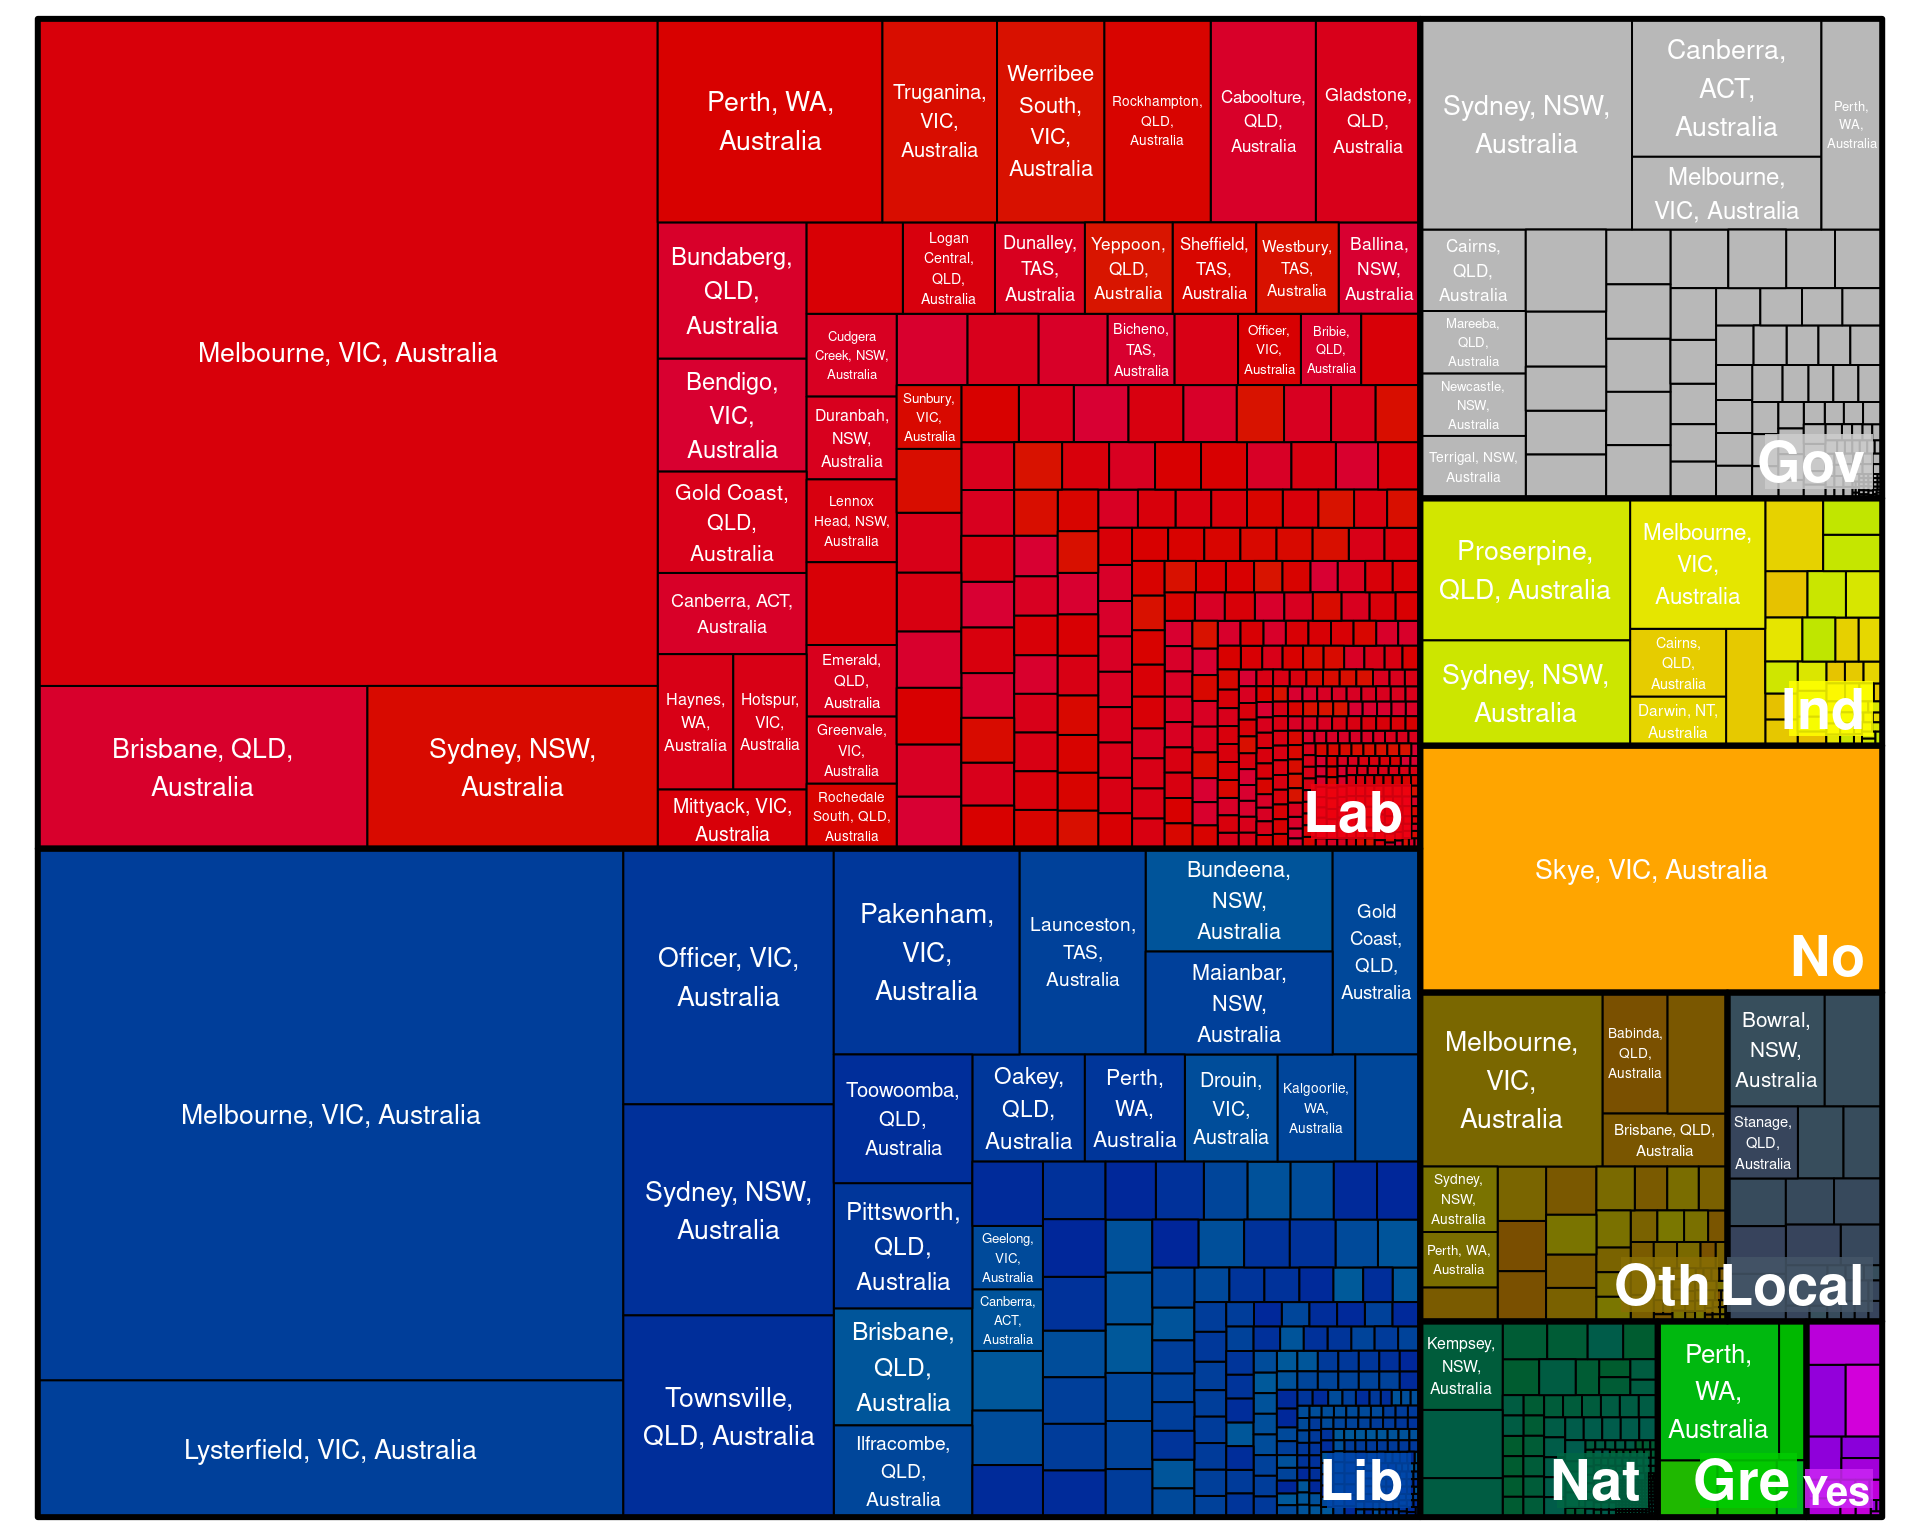 Melbourne, VIC, Australia
Brisbane, QLD,
Australia
Sydney, NSW,
Australia
Perth, WA,
Australia
Truganina,
VIC,
Australia
Werribee
South,
VIC,
Australia
Rockhampton,
QLD,
Australia
Caboolture,
QLD,
Australia
Gladstone,
QLD,
Australia
Bundaberg,
QLD,
Australia
Bendigo,
VIC,
Australia
Gold Coast,
QLD,
Australia
Canberra, ACT,
Australia
Haynes,
WA,
Australia
Hotspur,
VIC,
Australia
Mittyack, VIC,
Australia
Logan
Central,
QLD,
Australia
Dunalley,
TAS,
Australia
Yeppoon,
QLD,
Australia
Sheffield,
TAS,
Australia
Westbury,
TAS,
Australia
Ballina,
NSW,
Australia
Cudgera
Creek, NSW,
Australia
Duranbah,
NSW,
Australia
Lennox
Head, NSW,
Australia
Emerald,
QLD,
Australia
Greenvale,
VIC,
Australia
Rochedale
South, QLD,
Australia
Bicheno,
TAS,
Australia
Officer,
VIC,
Australia
Bribie,
QLD,
Australia
Sunbury,
VIC,
Australia
Lab
Melbourne, VIC, Australia
Lysterfield, VIC, Australia
Officer, VIC,
Australia
Sydney, NSW,
Australia
Townsville,
QLD, Australia
Pakenham,
VIC,
Australia
Launceston,
TAS,
Australia
Bundeena,
NSW,
Australia
Maianbar,
NSW,
Australia
Gold
Coast,
QLD,
Australia
Toowoomba,
QLD,
Australia
Pittsworth,
QLD,
Australia
Brisbane,
QLD,
Australia
Ilfracombe,
QLD,
Australia
Oakey,
QLD,
Australia
Perth,
WA,
Australia
Drouin,
VIC,
Australia
Kalgoorlie,
WA,
Australia
Geelong,
VIC,
Australia
Canberra,
ACT,
Australia
Lib
Sydney, NSW,
Australia
Canberra,
ACT,
Australia
Melbourne,
VIC, Australia
Perth,
WA,
Australia
Cairns,
QLD,
Australia
Mareeba,
QLD,
Australia
Newcastle,
NSW,
Australia
Terrigal, NSW,
Australia
Gov
Proserpine,
QLD, Australia
Sydney, NSW,
Australia
Melbourne,
VIC,
Australia
Cairns,
QLD,
Australia
Darwin, NT,
Australia
Ind
Skye, VIC, Australia
No
Melbourne,
VIC,
Australia
Babinda,
QLD,
Australia
Brisbane, QLD,
Australia
Sydney,
NSW,
Australia
Perth, WA,
Australia
Oth
Bowral,
NSW,
Australia
Stanage,
QLD,
Australia
Local
Kempsey,
NSW,
Australia
Nat
Perth,
WA,
Australia
Gre
Yes